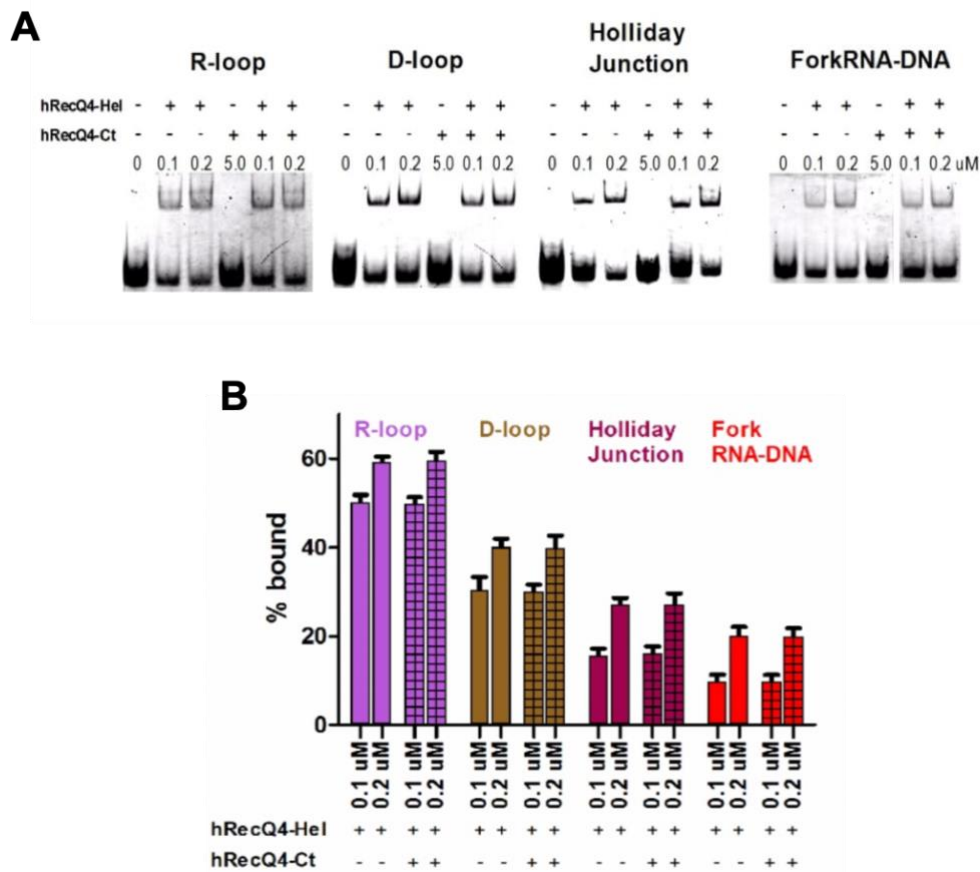 A
R-loop D-loop Holliday Junction ForkRNA-DNA
hRecQ4-Hel - + + - + + - + + - + + - + + - + + - + + - + +
hRecQ4-Ct - - - + + + - - - + + + - - - + + + - - - + + +
0 0.1 0.2 5.0 0.1 0.2 0 0.1 0.2 5.0 0.1 0.2 0 0.1 0.2 5.0 0.1 0.2 0 0.1 0.2 5.0 0.1 0.2 uM
B
R-loop D-loop Holliday Junction Fork RNA-DNA
% bound
60
40
20
0
0.1 uM 0.2 uM 0.1 uM 0.2 uM 0.1 uM 0.2 uM 0.1 uM 0.2 uM 0.1 uM 0.2 uM 0.1 uM 0.2 uM 0.1 uM 0.2 uM 0.1 uM 0.2 uM
hRecQ4-Hel + + + + + + + + + + + + + + + +
hRecQ4-Ct - - + + - - + + - - + + - - + +